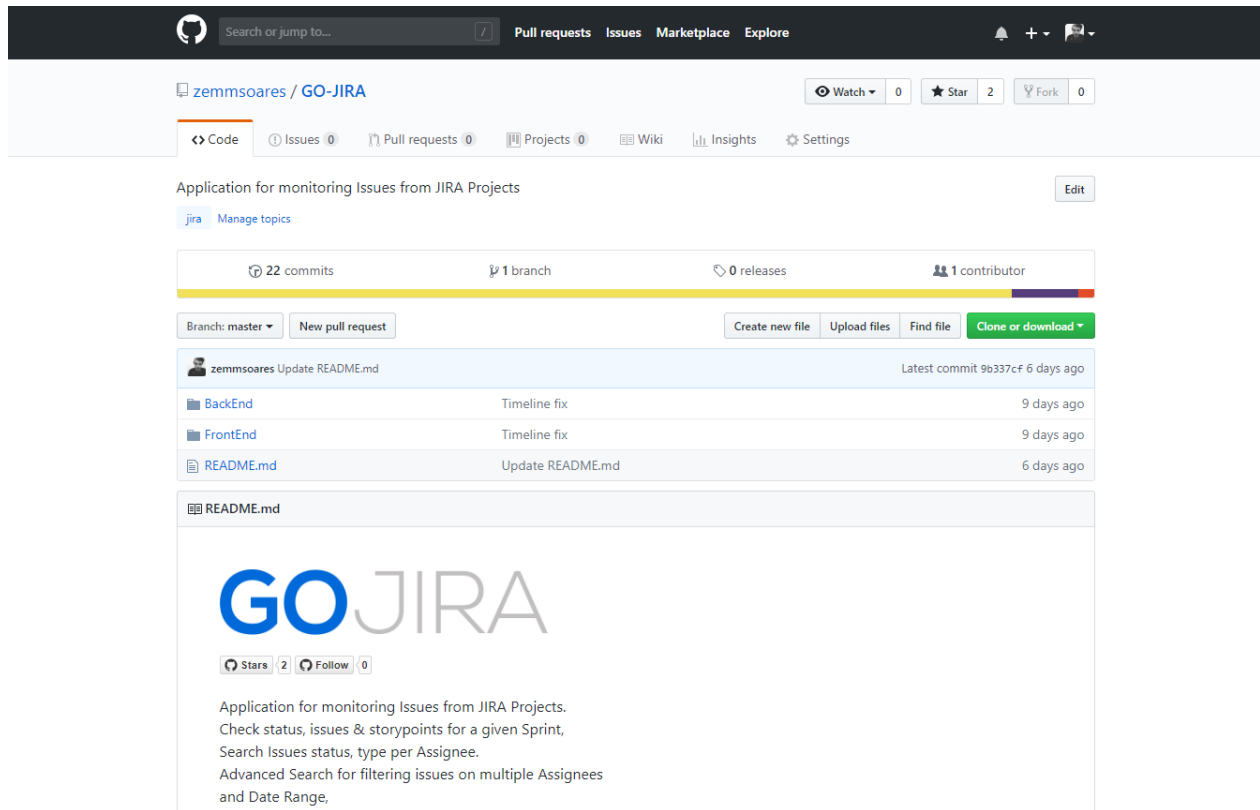 Search or jump to... / Pull requests Issues Marketplace Explore
zemmsoares / GO-JIRA Watch 0 Star 2 Fork 0
Code Issues 0 Pull requests 0 Projects 0 Wiki Insights Settings
Application for monitoring Issues from JIRA Projects Edit
jira Manage topics
22 commits 1 branch 0 releases 1 contributor
Branch: master New pull request Create new file Upload files Find file Clone or download
zemmsoares Update README.md Latest commit 9b337cf 6 days ago
BackEnd Timeline fix 9 days ago
FrontEnd Timeline fix 9 days ago
README.md Update README.md 6 days ago
README.md
GOJIRA
Stars 2 Follow 0
Application for monitoring Issues from JIRA Projects.
Check status, issues & storypoints for a given Sprint,
Search Issues status, type per Assignee.
Advanced Search for filtering issues on multiple Assignees
and Date Range,